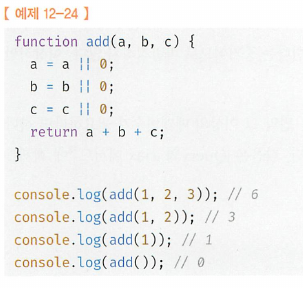 【 예제 12-24 】
function add(a, b, c) {
  a = a || 0;
  b = b || 0;
  c = c || 0;
  return a + b + c;
}

console.log(add(1, 2, 3)); // 6
console.log(add(1, 2)); // 3
console.log(add(1)); // 1
console.log(add()); // 0